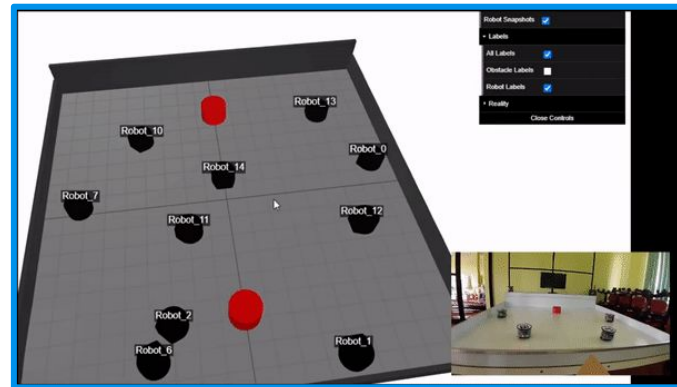 Robot Snapshots
Labels
All Labels
Obstacle Labels
Robot Labels
Reality
Close Controls
Robot_13
Robot_10
Robot_0
Robot_14
Robot_7
Robot_11
Robot_12
Robot_2
Robot_6
Robot_1